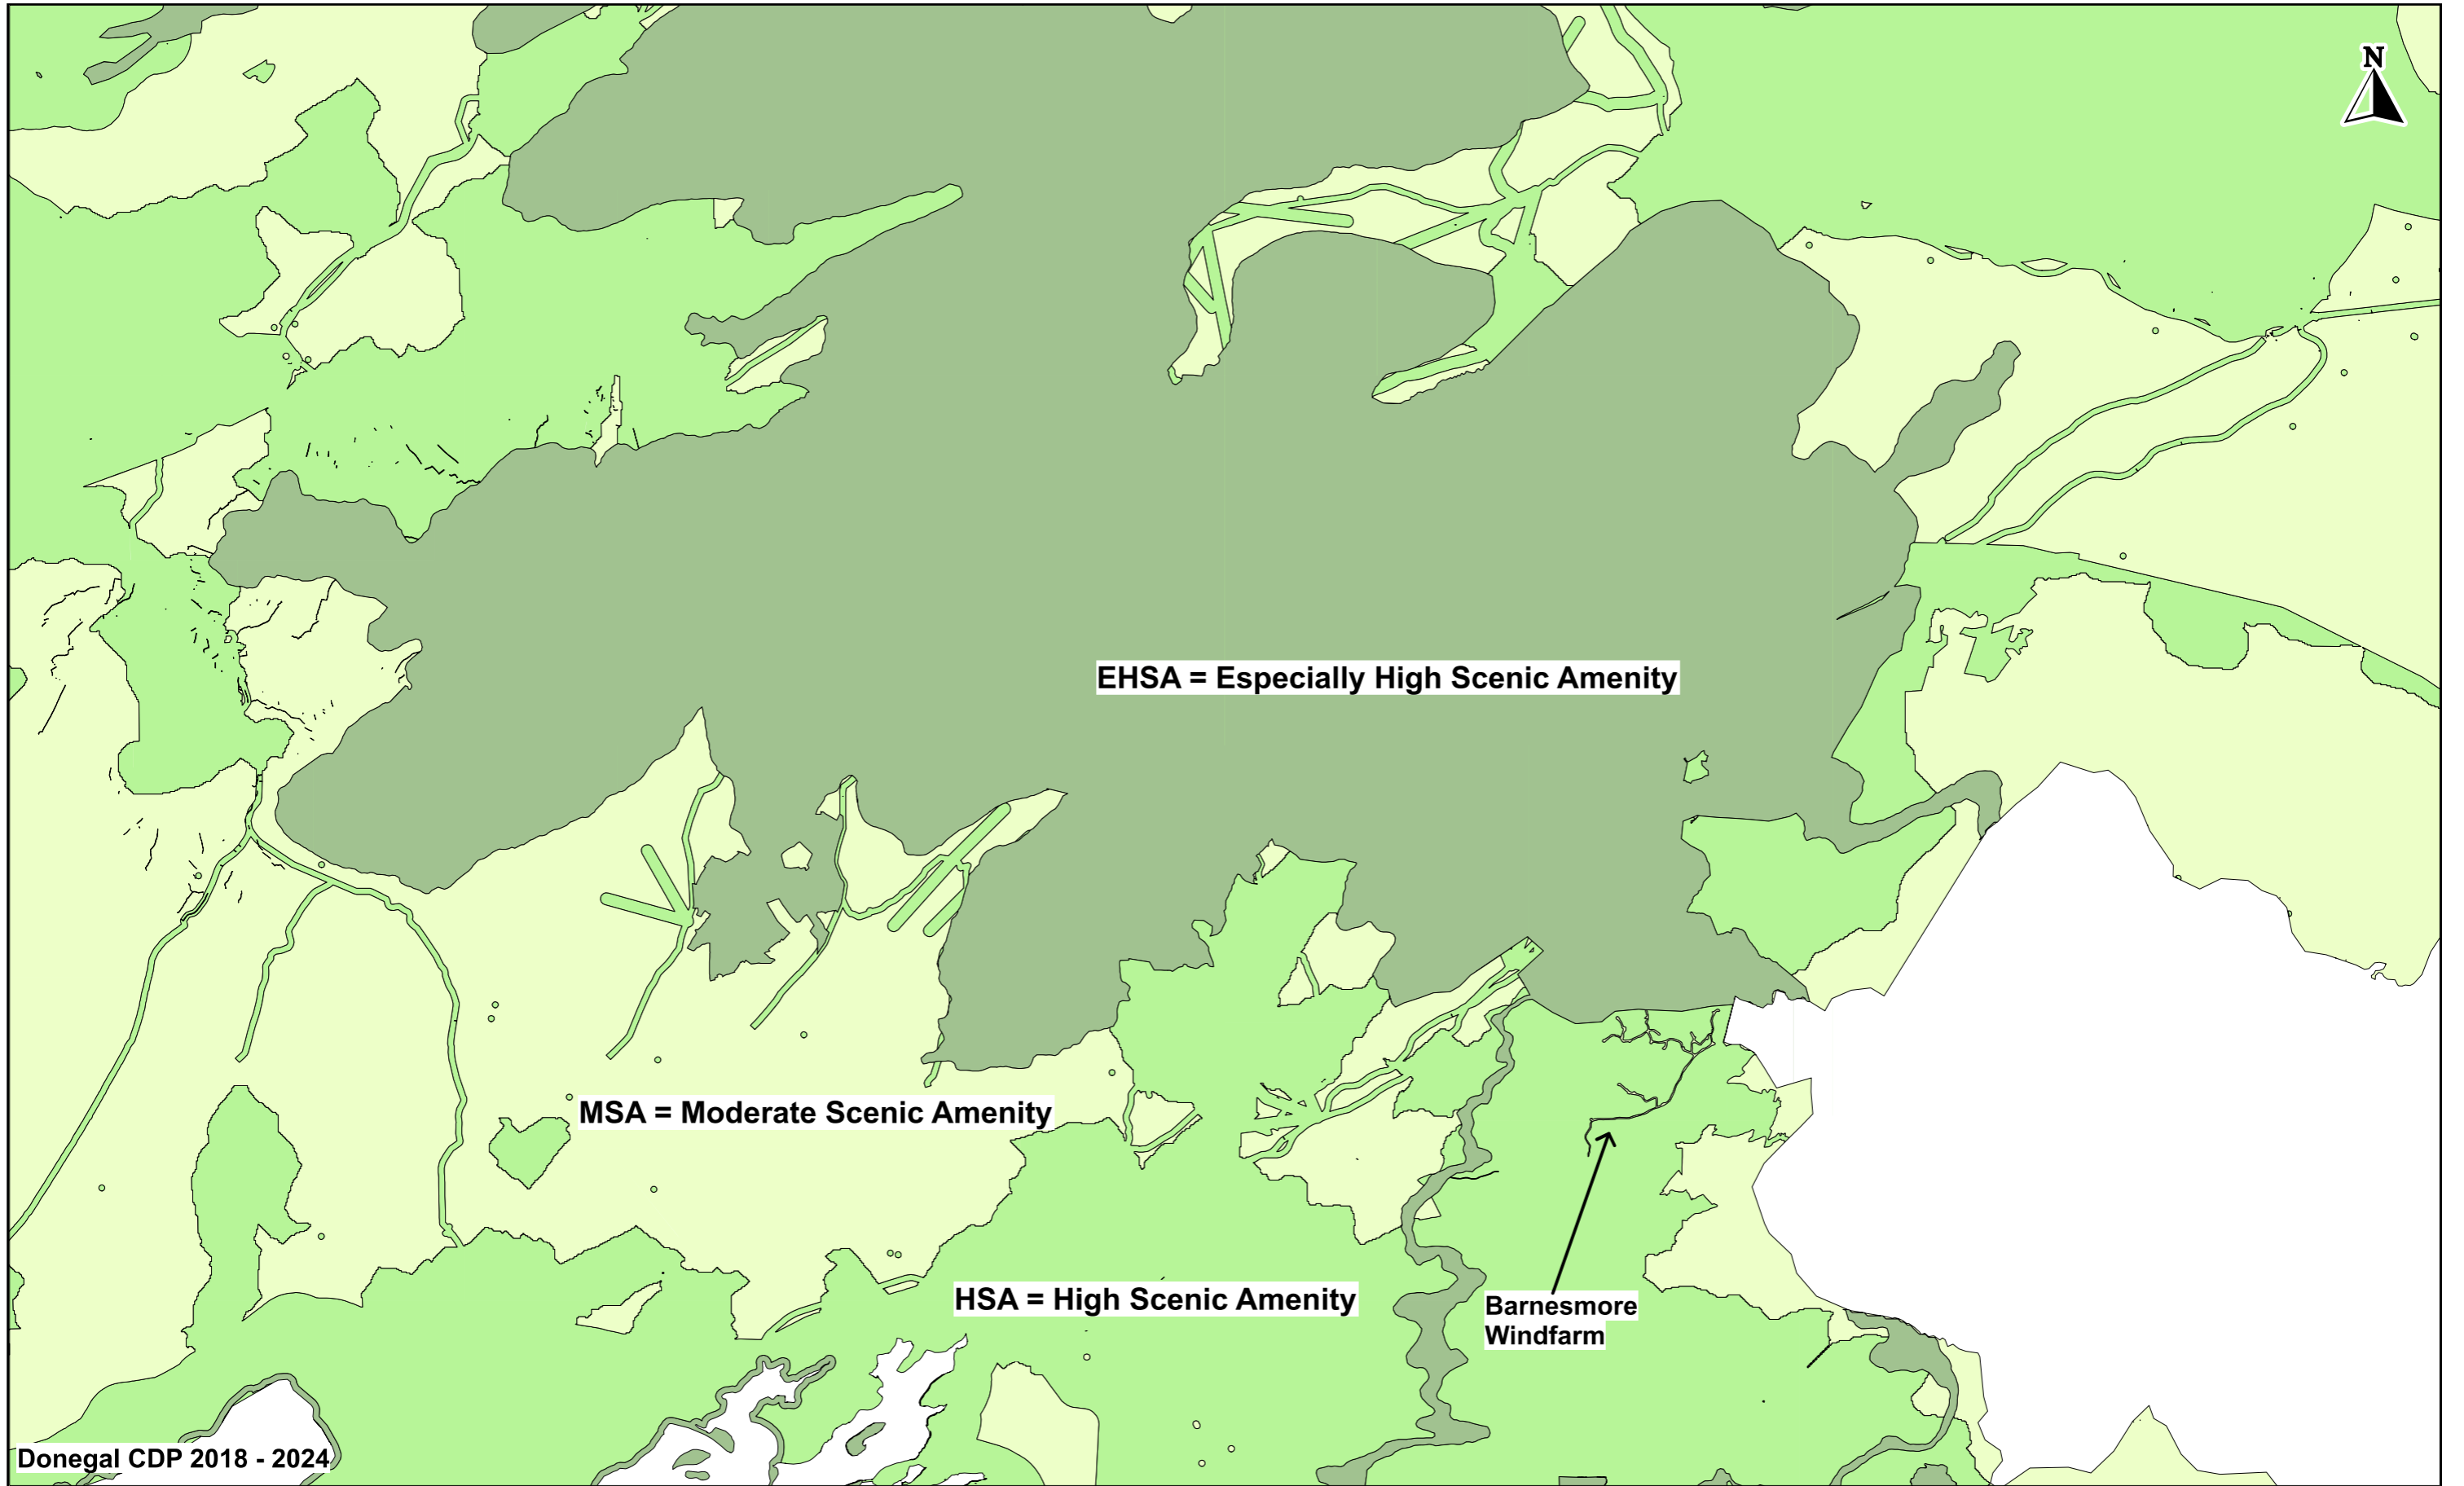 N
EHSA = Especially High Scenic Amenity
MSA = Moderate Scenic Amenity
HSA = High Scenic Amenity
Barnesmore
Windfarm
Donegal CDP 2018 - 2024